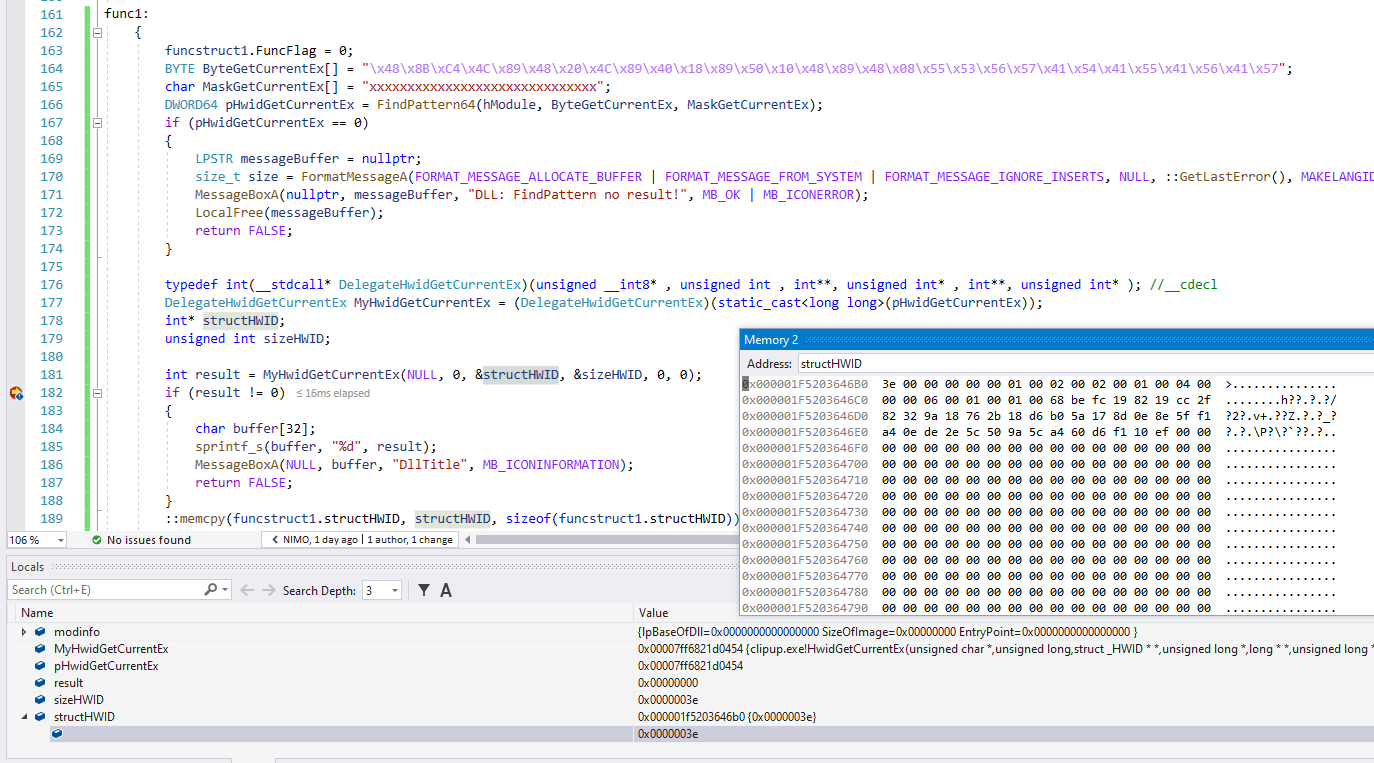 161 func1:
162 {
163 funcstruct1.FuncFlag = 0;
164 BYTE ByteGetCurrentEx[] = "\x48\x8B\xC4\x4C\x89\x48\x20\x4C\x89\x40\x18\x89\x50\x10\x48\x89\x48\x08\x55\x53\x56\x57\x41\x54\x41\x55\x41\x56\x41\x57";
165 char MaskGetCurrentEx[] = "xxxxxxxxxxxxxxxxxxxxxxxxxxxxxx";
166 DWORD64 pHwidGetCurrentEx = FindPattern64(hModule, ByteGetCurrentEx, MaskGetCurrentEx);
167 if (pHwidGetCurrentEx == 0)
168 {
169 LPSTR messageBuffer = nullptr;
170 size_t size = FormatMessageA(FORMAT_MESSAGE_ALLOCATE_BUFFER | FORMAT_MESSAGE_FROM_SYSTEM | FORMAT_MESSAGE_IGNORE_INSERTS, NULL, ::GetLastError(), MAKELANGID
171 MessageBoxA(nullptr, messageBuffer, "DLL: FindPattern no result!", MB_OK | MB_ICONERROR);
172 LocalFree(messageBuffer);
173 return FALSE;
174 }
175
176 typedef int(__stdcall* DelegateHwidGetCurrentEx)(unsigned __int8* , unsigned int , int**, unsigned int* , int**, unsigned int* ); //__cdecl
177 DelegateHwidGetCurrentEx MyHwidGetCurrentEx = (DelegateHwidGetCurrentEx)(static_cast<long long>(pHwidGetCurrentEx));
178 int* structHWID;
179 unsigned int sizeHWID;
180
181 int result = MyHwidGetCurrentEx(NULL, 0, &structHWID, &sizeHWID, 0, 0);
182 if (result != 0) ≤16ms elapsed
183 {
184 char buffer[32];
185 sprintf_s(buffer, "%d", result);
186 MessageBoxA(NULL, buffer, "DllTitle", MB_ICONINFORMATION);
187 return FALSE;
188 }
189 ::memcpy(funcstruct1.structHWID, structHWID, sizeof(funcstruct1.structHWID))
Memory 2
Address: structHWID
0x000001F5203646B0 3e 00 00 00 00 00 01 00 02 00 02 00 01 00 04 00 >...............
0x000001F5203646C0 00 00 06 00 01 00 01 00 68 be fc 19 82 19 cc 2f ........h??.?.?/
0x000001F5203646D0 82 32 9a 18 76 2b 18 d6 b0 5a 17 8d 0e 8e 5f f1 ?2?.v+.??Z.?.?_?
0x000001F5203646E0 a4 0e de 2e 5c 50 9a 5c a4 60 d6 f1 10 ef 00 00 ?.?.\P?\?`??.?..
0x000001F5203646F0 00 00 00 00 00 00 00 00 00 00 00 00 00 00 00 00 ................
0x000001F520364700 00 00 00 00 00 00 00 00 00 00 00 00 00 00 00 00 ................
0x000001F520364710 00 00 00 00 00 00 00 00 00 00 00 00 00 00 00 00 ................
0x000001F520364720 00 00 00 00 00 00 00 00 00 00 00 00 00 00 00 00 ................
0x000001F520364730 00 00 00 00 00 00 00 00 00 00 00 00 00 00 00 00 ................
0x000001F520364740 00 00 00 00 00 00 00 00 00 00 00 00 00 00 00 00 ................
0x000001F520364750 00 00 00 00 00 00 00 00 00 00 00 00 00 00 00 00 ................
0x000001F520364760 00 00 00 00 00 00 00 00 00 00 00 00 00 00 00 00 ................
0x000001F520364770 00 00 00 00 00 00 00 00 00 00 00 00 00 00 00 00 ................
0x000001F520364780 00 00 00 00 00 00 00 00 00 00 00 00 00 00 00 00 ................
0x000001F520364790 00 00 00 00 00 00 00 00 00 00 00 00 00 00 00 00 ................
106 % No issues found NIMO, 1 day ago | 1 author, 1 change
Locals
Search (Ctrl+E) Search Depth: 3 A
Name Value
modinfo {lpBaseOfDll=0x0000000000000000 SizeOfImage=0x00000000 EntryPoint=0x0000000000000000 }
MyHwidGetCurrentEx 0x00007ff6821d0454 {clipup.exe!HwidGetCurrentEx(unsigned char *,unsigned long,struct _HWID * *,unsigned long *,long * *,unsigned long *
pHwidGetCurrentEx 0x00007ff6821d0454
result 0x00000000
sizeHWID 0x0000003e
structHWID 0x000001f5203646b0 {0x0000003e}
0x0000003e